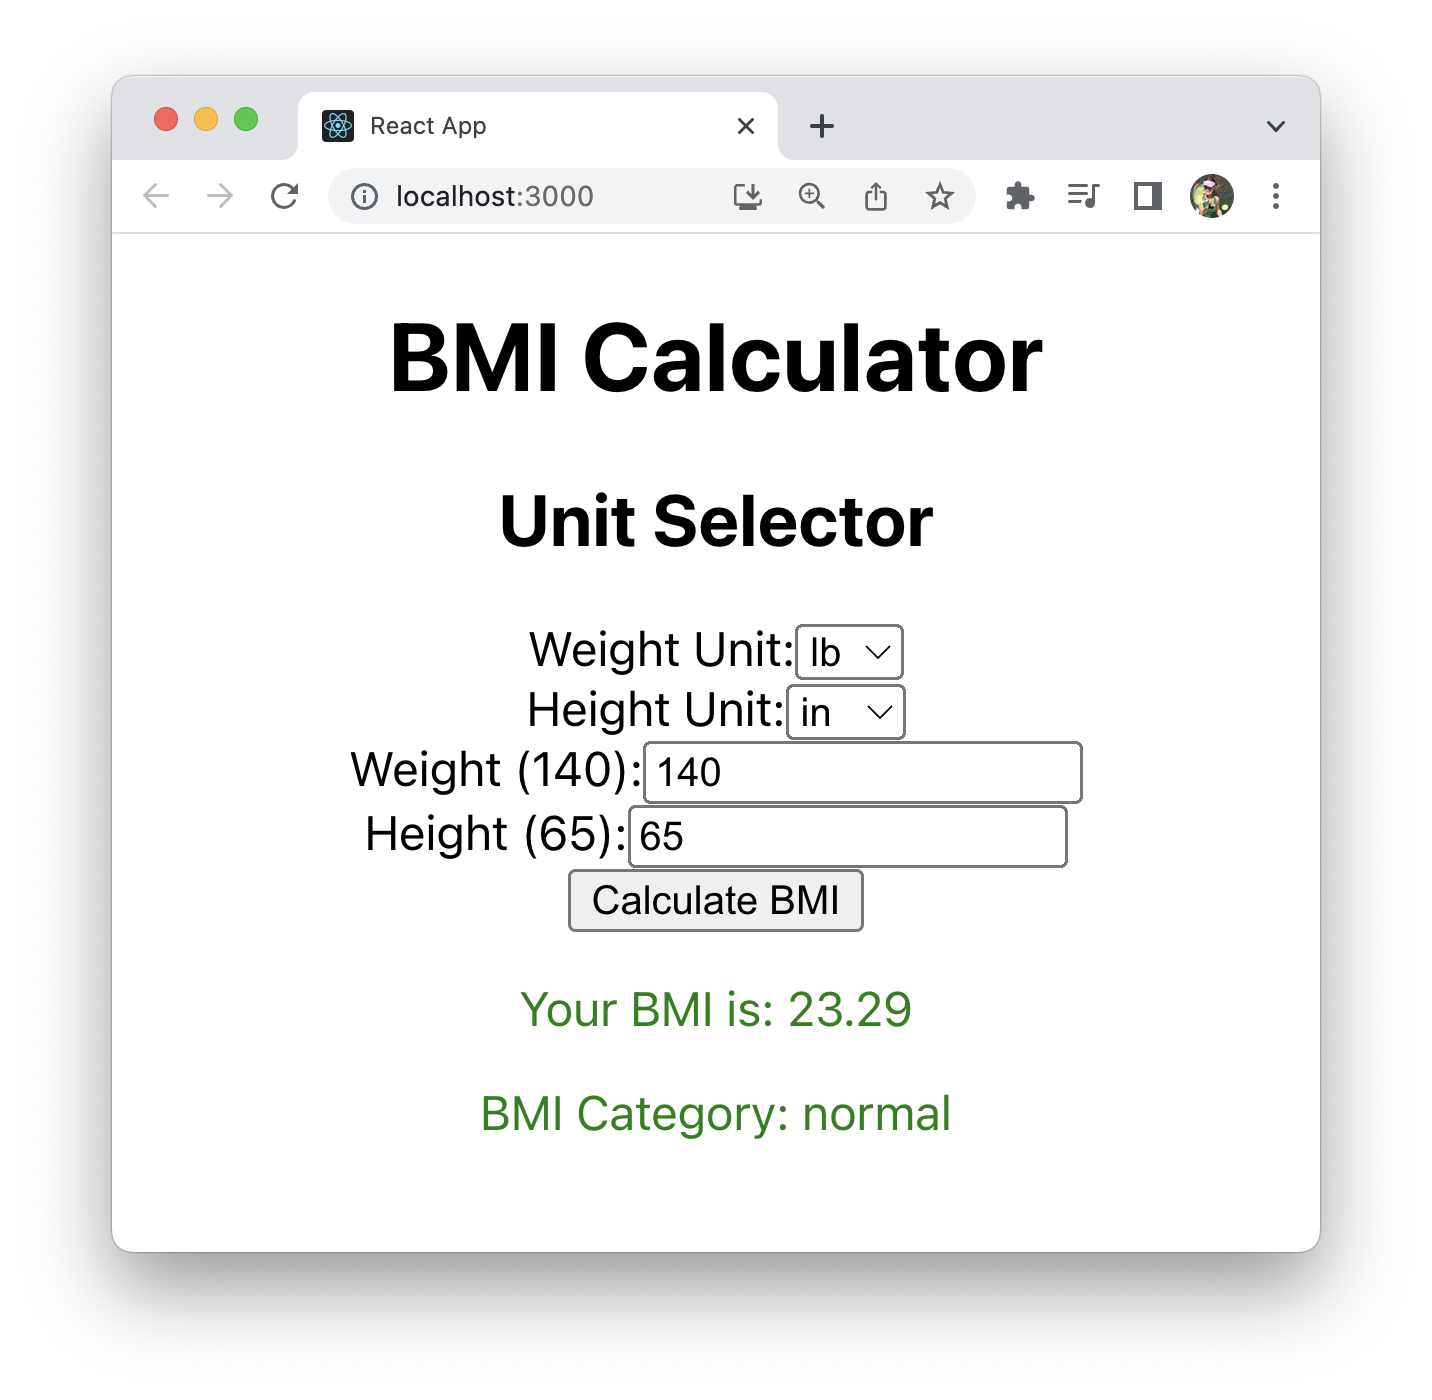 React App
localhost:3000
BMI Calculator
Unit Selector
Weight Unit: lb
Height Unit: in
Weight (140): 140
Height (65): 65
Calculate BMI
Your BMI is: 23.29
BMI Category: normal